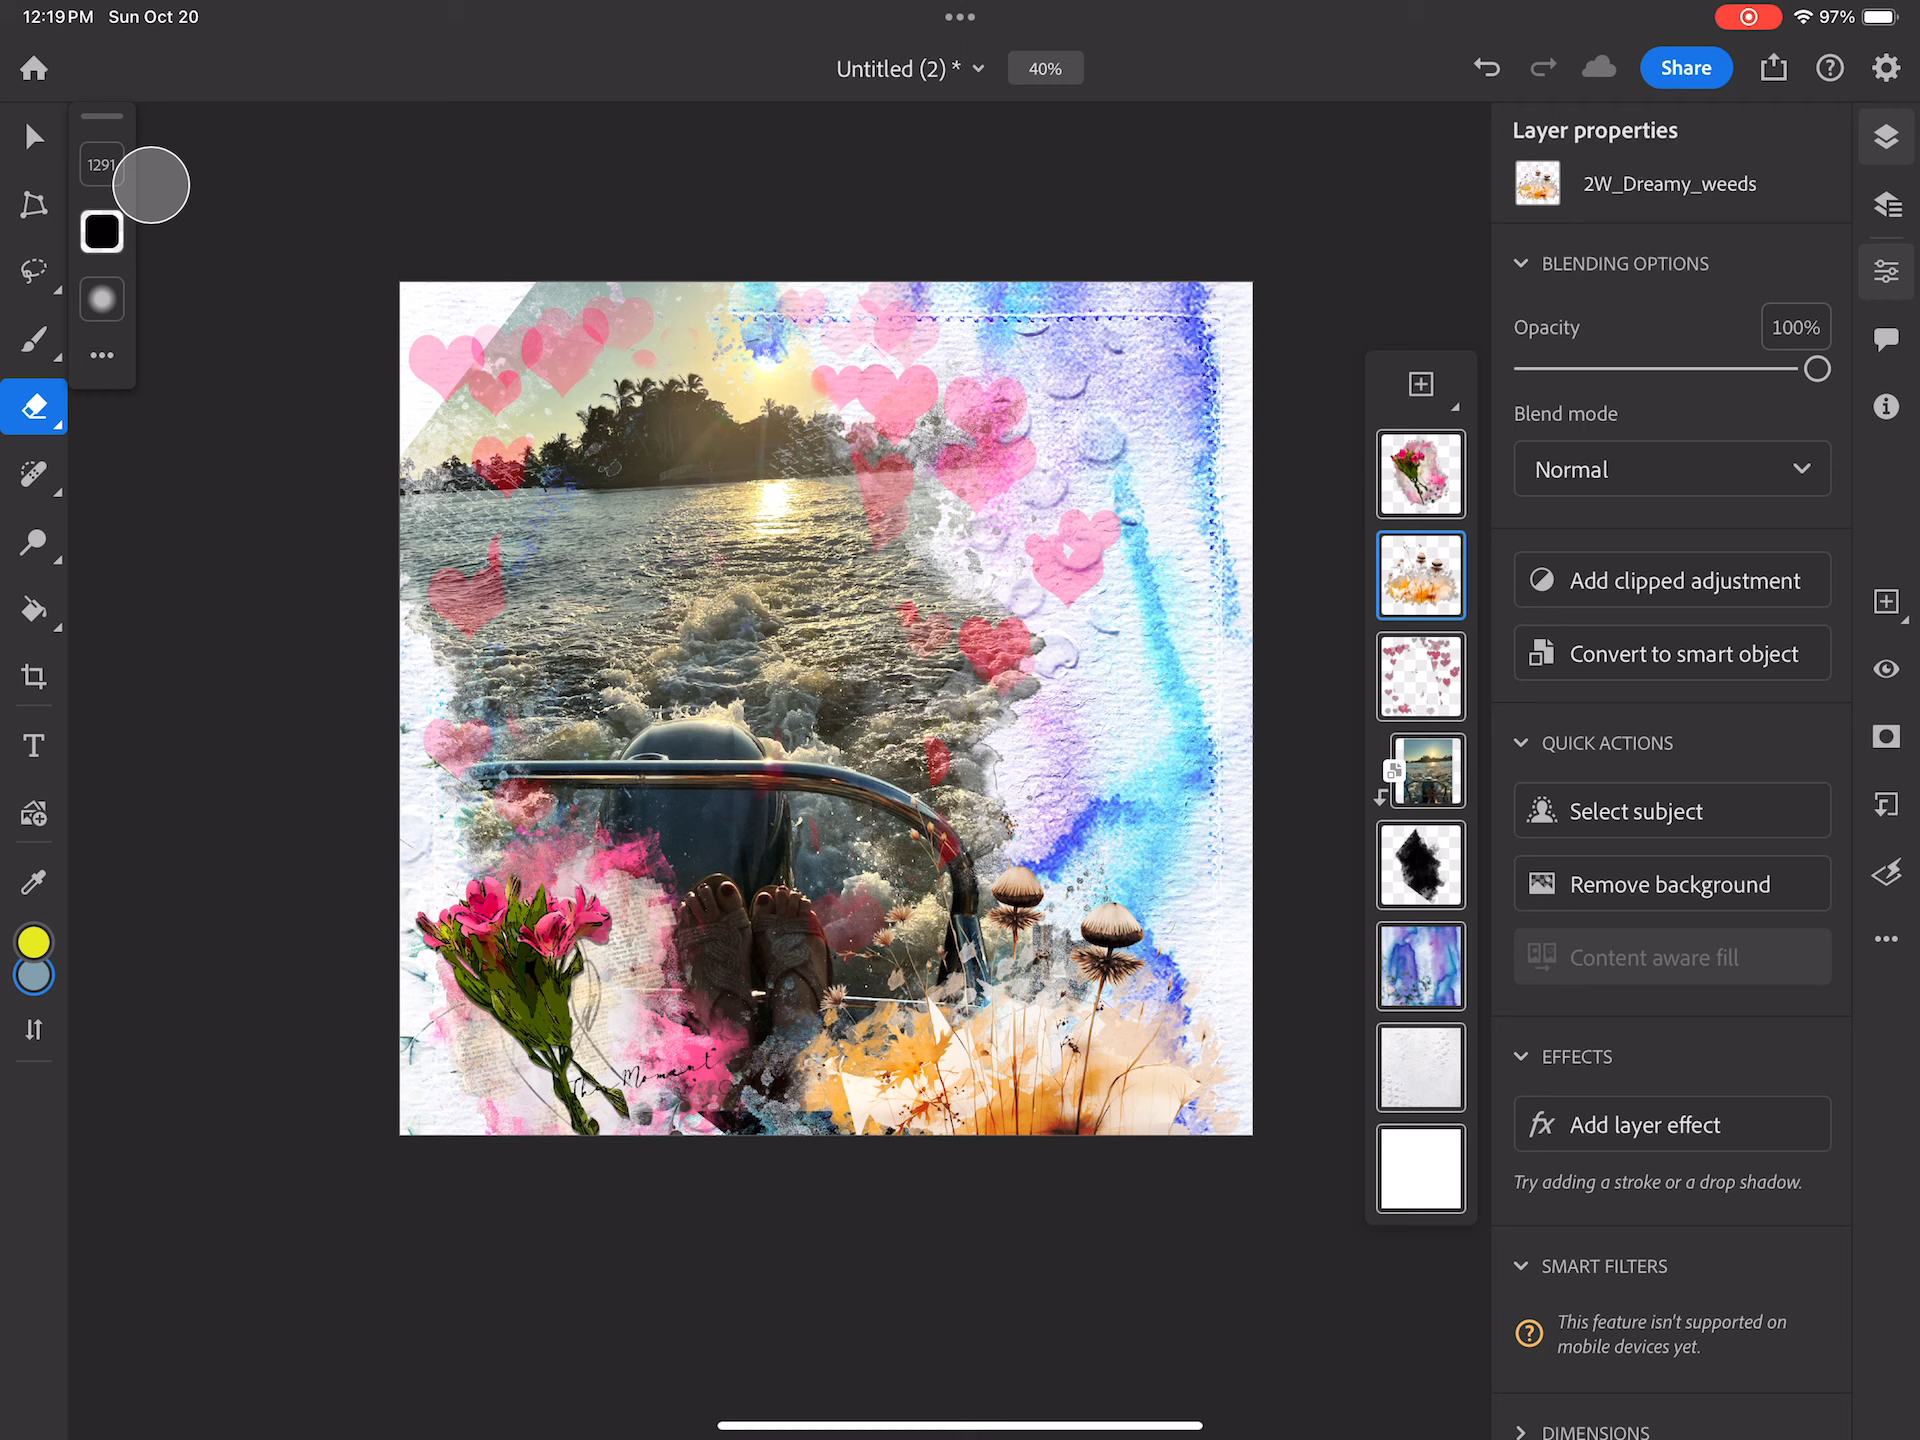 12:19 PM Sun Oct 20
97%
Untitled (2) *
40%
Share
1291
Layer properties
2W_Dreamy_weeds
BLENDING OPTIONS
Opacity
100%
Blend mode
Normal
Add clipped adjustment
Convert to smart object
QUICK ACTIONS
Select subject
Remove background
Content aware fill
EFFECTS
fx Add layer effect
Try adding a stroke or a drop shadow.
SMART FILTERS
This feature isn't supported on
mobile devices yet.
DIMENSIONS
The Moment